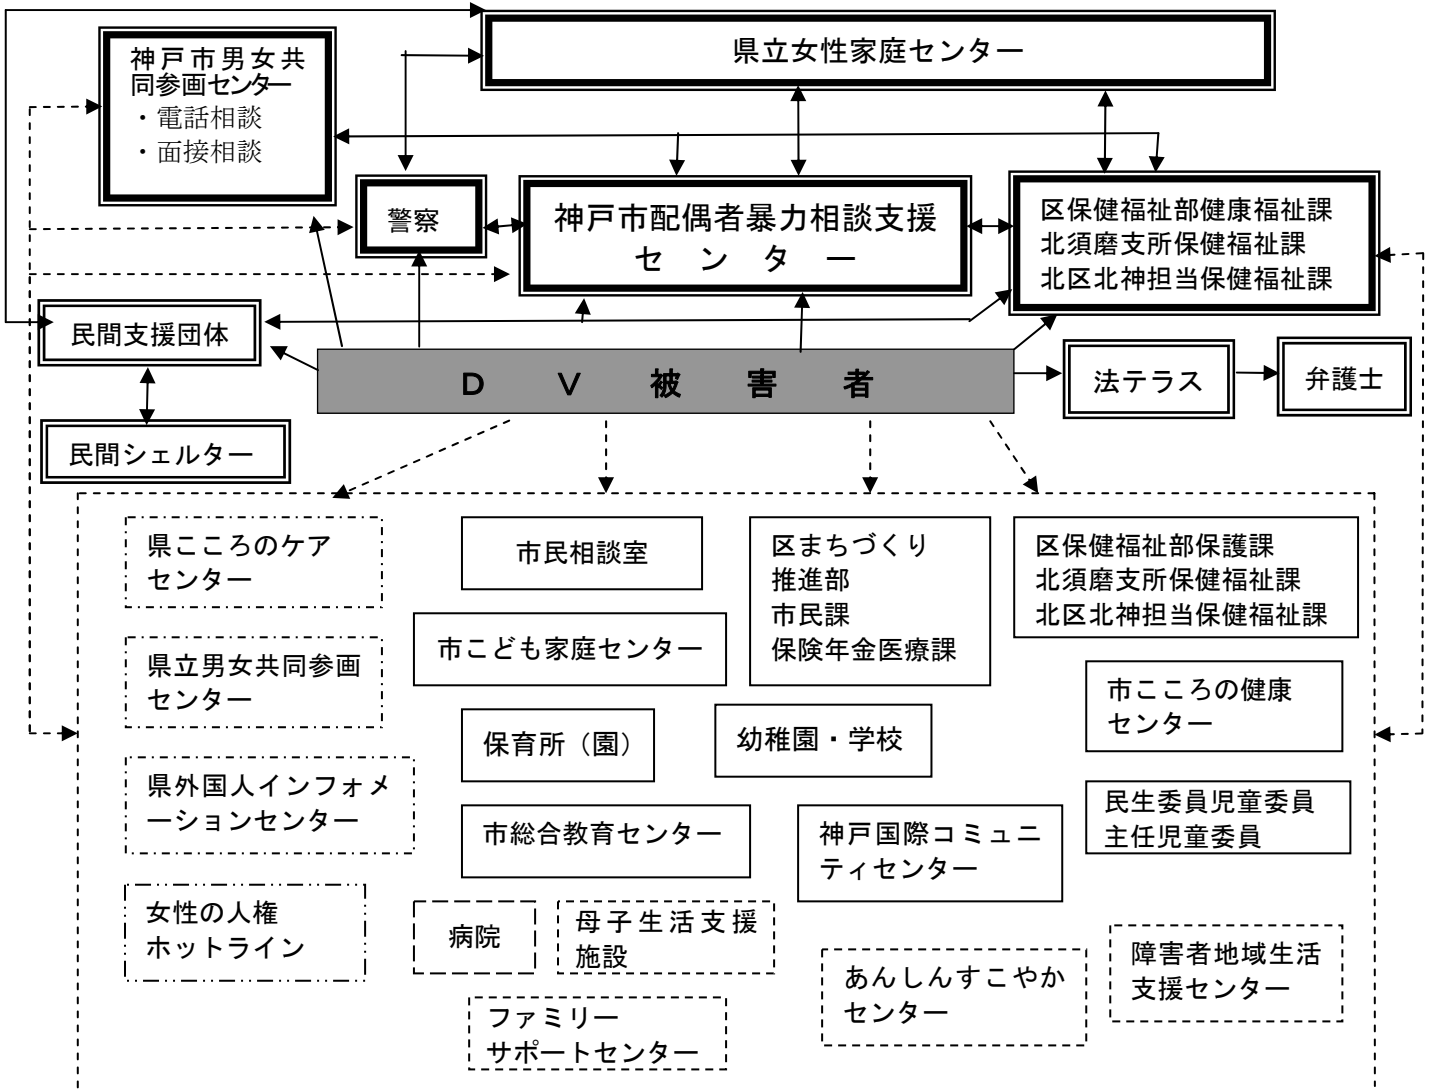 県立女性家庭センター
神戸市男女共
同参画センター
・電話相談
・面接相談
警察
神戸市配偶者暴力相談支援
センター
区保健福祉部健康福祉課
北須磨支所保健福祉課
北区北神担当保健福祉課
民間支援団体
DV被害者
法テラス
弁護士
民間シェルター
県こころのケア
センター
市民相談室
区まちづくり
推進部
市民課
保険年金医療課
区保健福祉部保護課
北須磨支所保健福祉課
北区北神担当保健福祉課
市こども家庭センター
県立男女共同参画
センター
市こころの健康
センター
保育所（園）
幼稚園・学校
県外国人インフォメ
ーションセンター
市総合教育センター
神戸国際コミュニ
ティセンター
民生委員児童委員
主任児童委員
女性の人権
ホットライン
病院
母子生活支援
施設
あんしんすこやか
センター
障害者地域生活
支援センター
ファミリー
サポートセンター